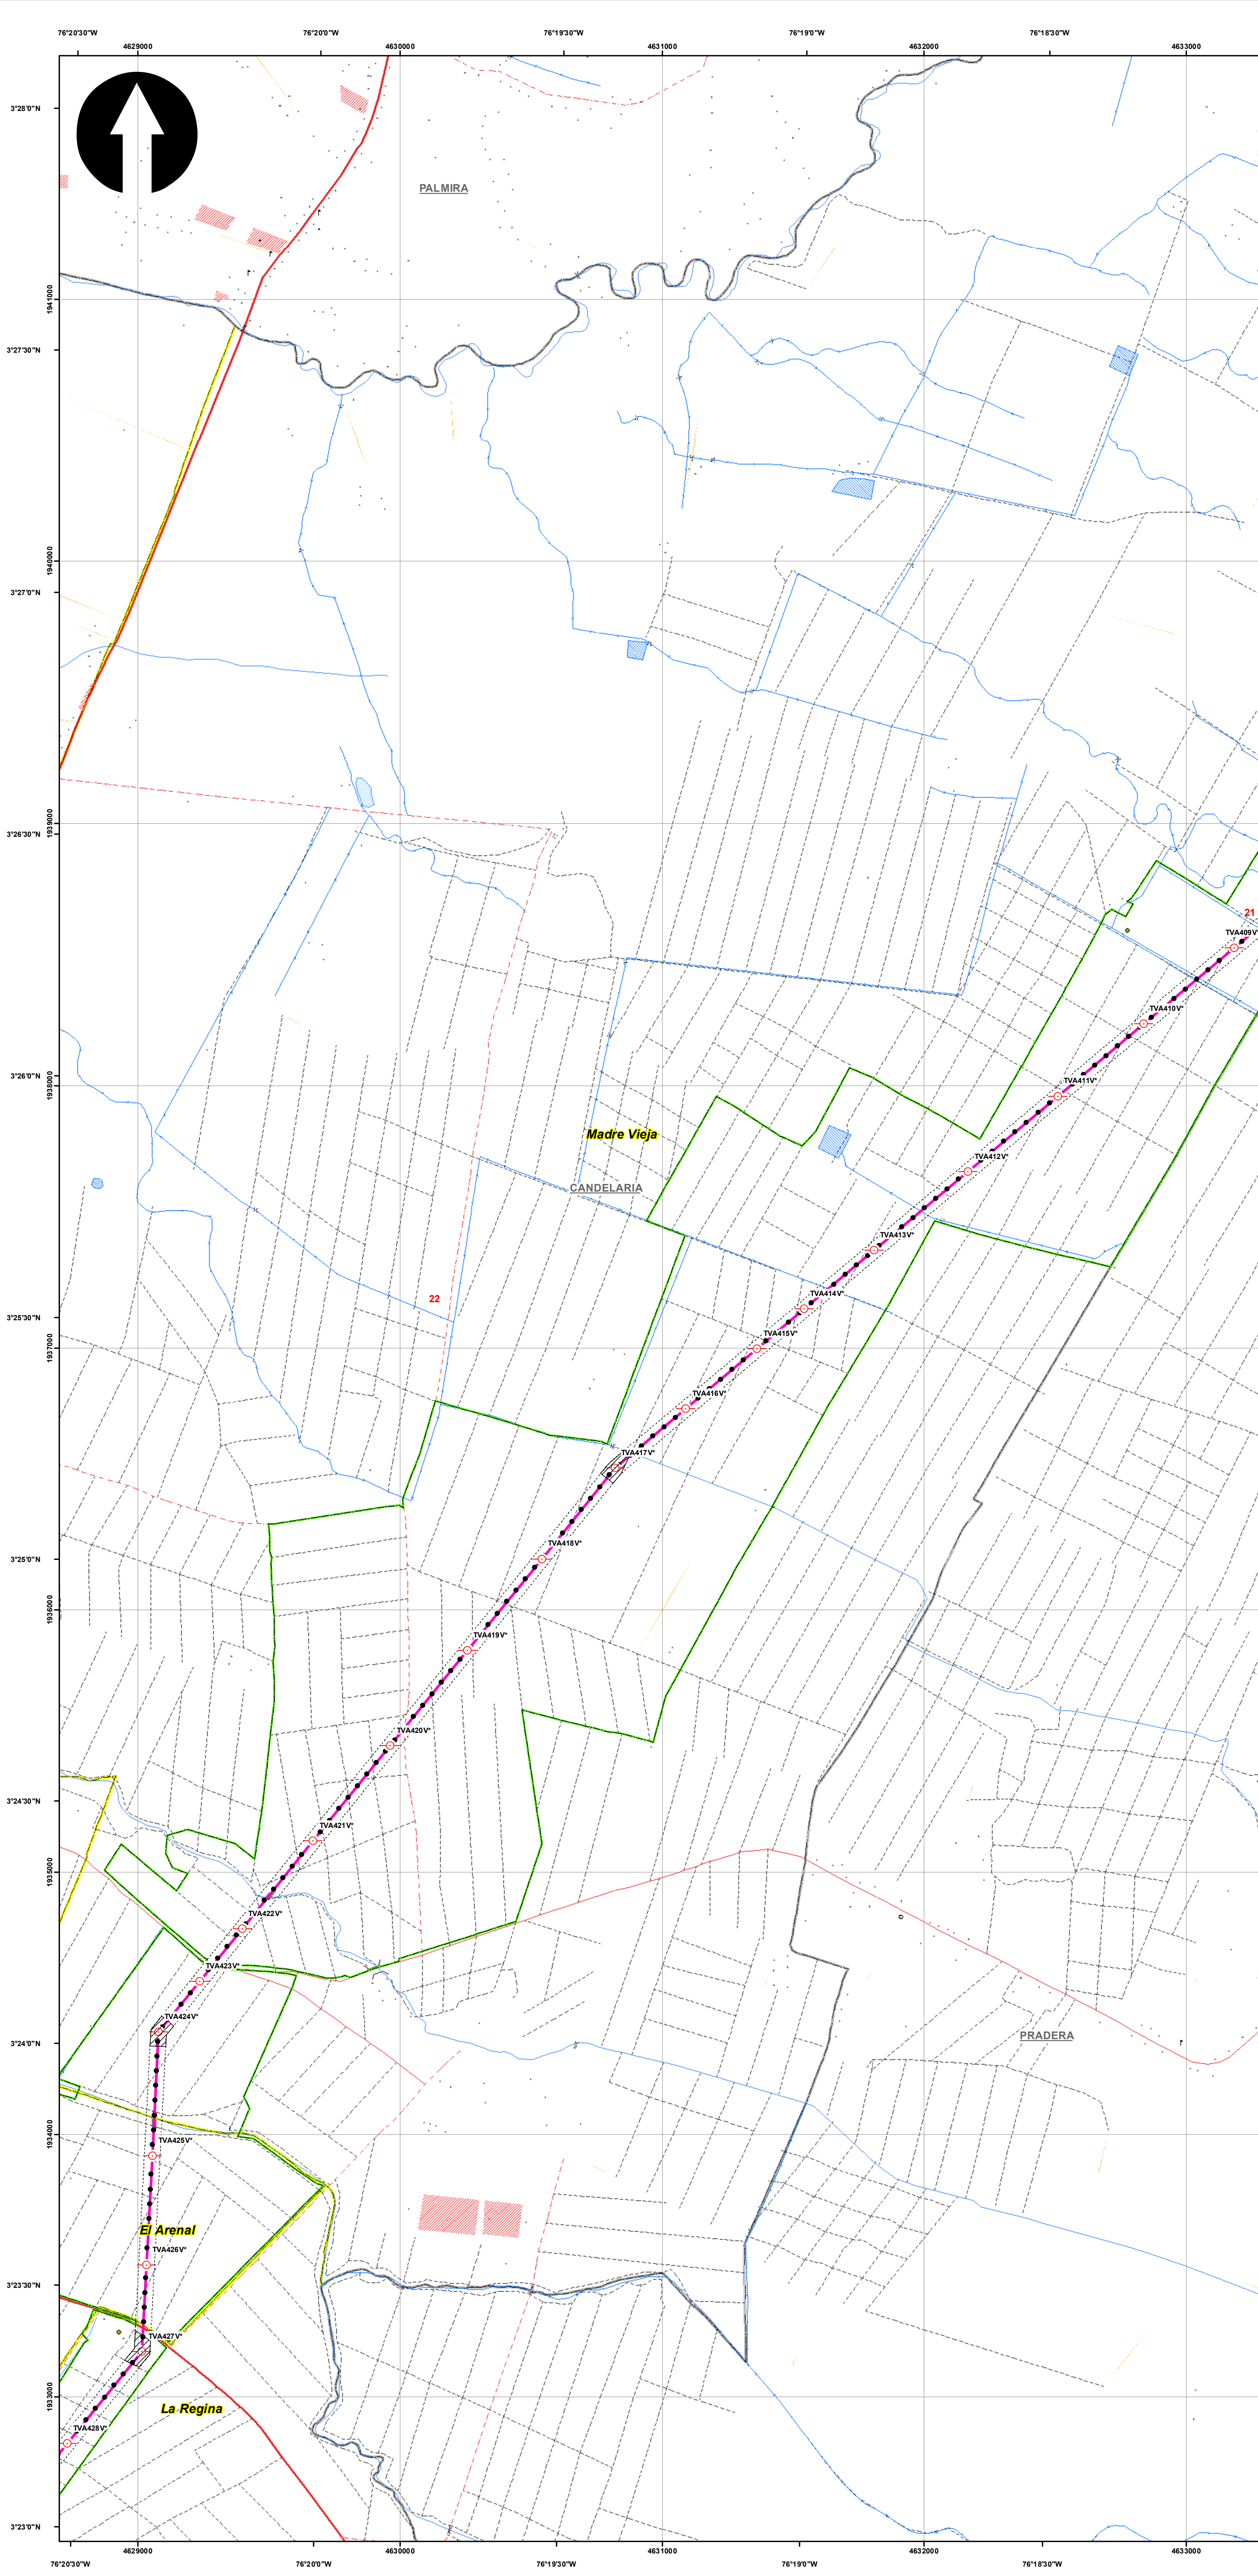 76°20'30"W 76°20'0"W 76°19'30"W 76°19'0"W 76°18'30"W
4629000 4630000 4631000 4632000 4633000
3°28'0"N
PALMIRA
1941000
3°27'30"N
1940000
3°27'0"N
1939000
3°26'30"N
21
TVA409V*
TVA410V*
3°26'0"N
1938000
TVA411V*
Madre Vieja
TVA412V*
CANDELARIA
TVA413V*
TVA414V*
22
3°25'30"N
TVA415V*
1937000
TVA416V*
TVA417V*
TVA418V*
3°25'0"N
1936000
TVA419V*
TVA420V*
3°24'30"N
TVA421V*
1935000
TVA422V*
TVA423V*
TVA424V*
PRADERA
3°24'0"N
1934000
TVA425V*
El Arenal
TVA426V*
3°23'30"N
TVA427V*
1933000
La Regina
TVA428V*
3°23'0"N
4629000 4630000 4631000 4632000 4633000
76°20'30"W 76°20'0"W 76°19'30"W 76°19'0"W 76°18'30"W